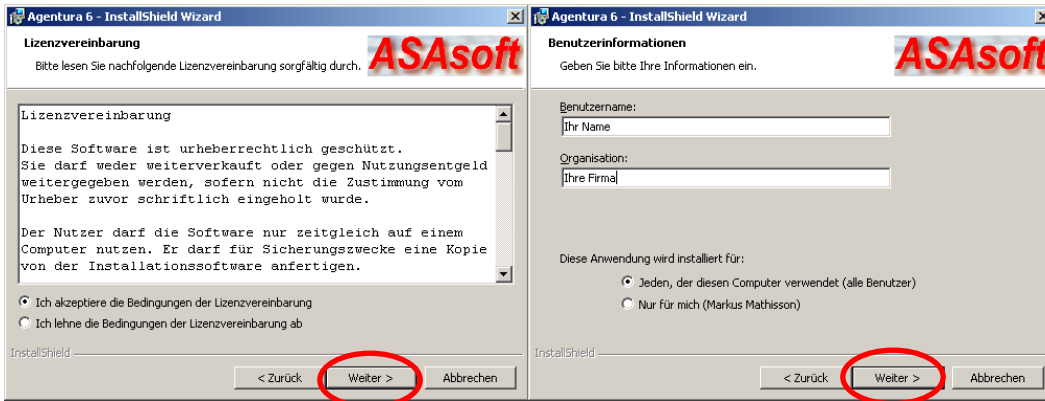 Agentura 6 - InstallShield Wizard
Lizenzvereinbarung
Bitte lesen Sie nachfolgende Lizenzvereinbarung sorgfältig durch.
ASAsoft
Lizenzvereinbarung
Diese Software ist urheberrechtlich geschützt.
Sie darf weder weiterverkauft oder gegen Nutzungsentgeld
weitergegeben werden, sofern nicht die Zustimmung vom
Urheber zuvor schriftlich eingeholt wurde.
Der Nutzer darf die Software nur zeitgleich auf einem
Computer nutzen. Er darf für Sicherungszwecke eine Kopie
von der Installationssoftware anfertigen.
Ich akzeptiere die Bedingungen der Lizenzvereinbarung
Ich lehne die Bedingungen der Lizenzvereinbarung ab
InstallShield
< Zurück
Weiter >
Abbrechen
Agentura 6 - InstallShield Wizard
Benutzerinformationen
Geben Sie bitte Ihre Informationen ein.
ASAsoft
Benutzername:
Ihr Name
Organisation:
Ihre Firma
Diese Anwendung wird installiert für:
Jeden, der diesen Computer verwendet (alle Benutzer)
Nur für mich (Markus Mathisson)
InstallShield
< Zurück
Weiter >
Abbrechen